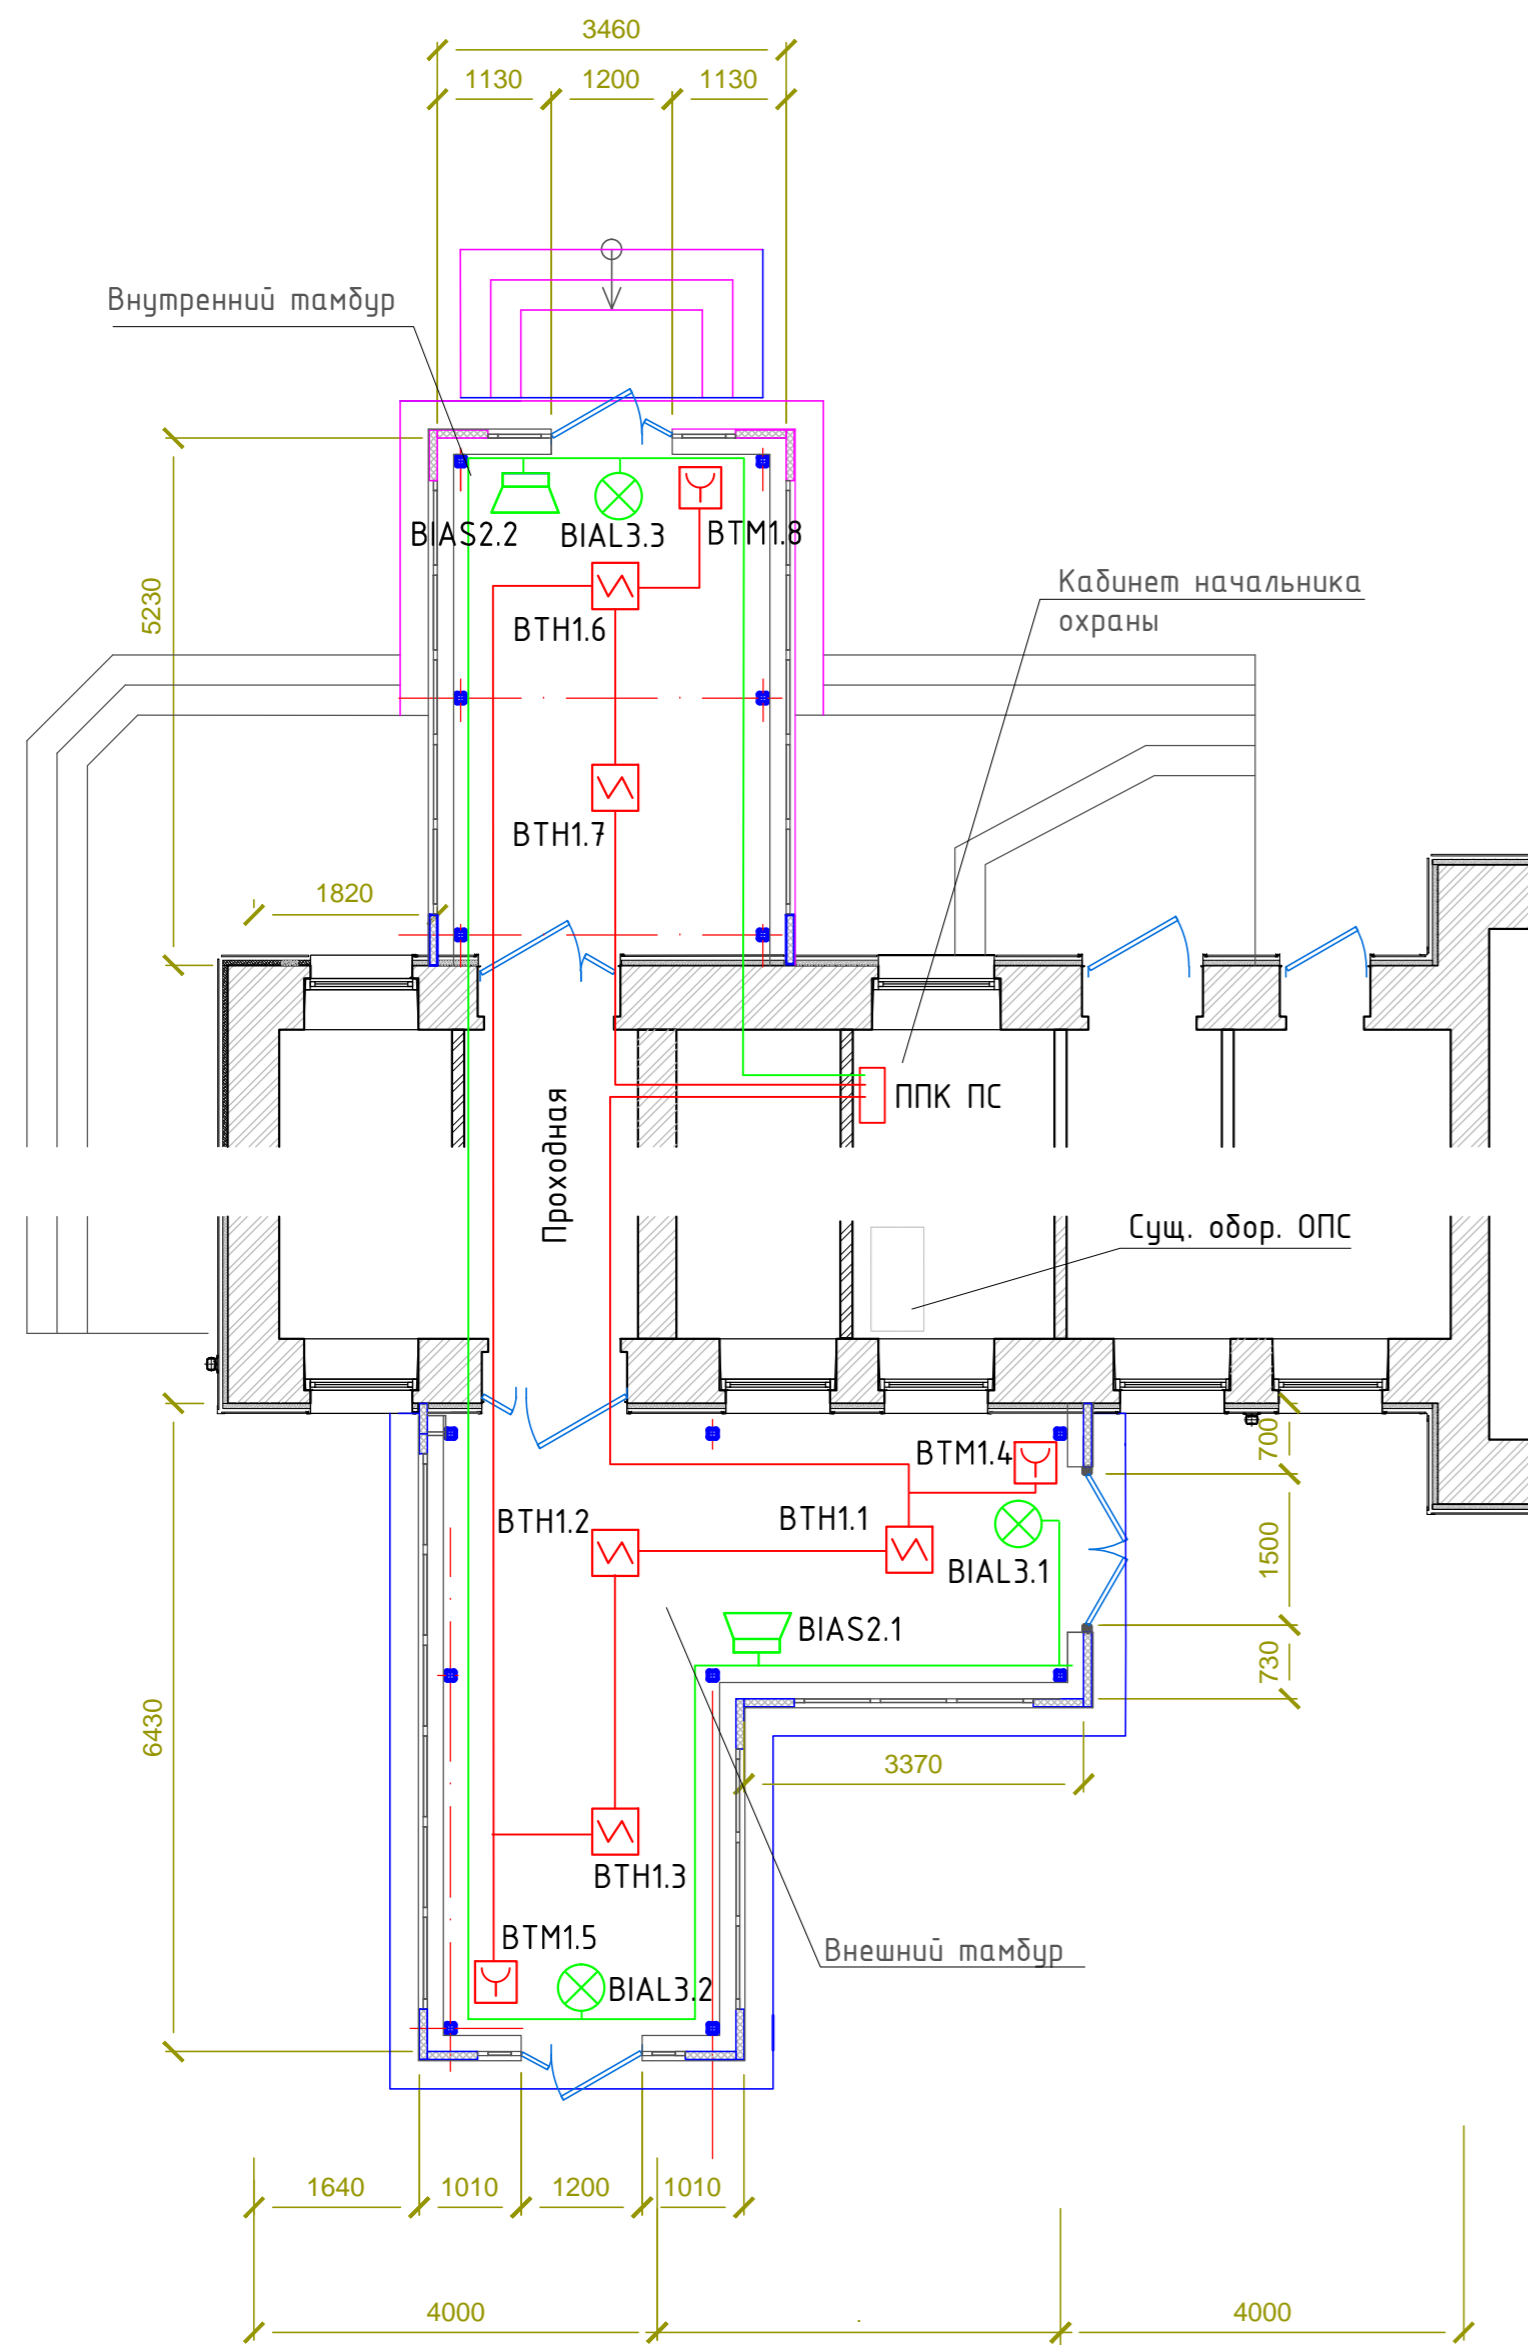 3460
1130
1200
1130
Внутренний тамбур
BIAS2.2
BIAL3.3
BTM1.8
Кабинет начальника
охраны
5230
BTH1.6
BTH1.7
1820
ППК ПС
Проходная
Сущ. обор. ОПС
700
BTM1.4
BTH1.2
BTH1.1
1500
BIAL3.1
BIAS2.1
730
6430
3370
BTH1.3
BTM1.5
Внешний тамбур
BIAL3.2
1640
1010
1200
1010
4000
4000